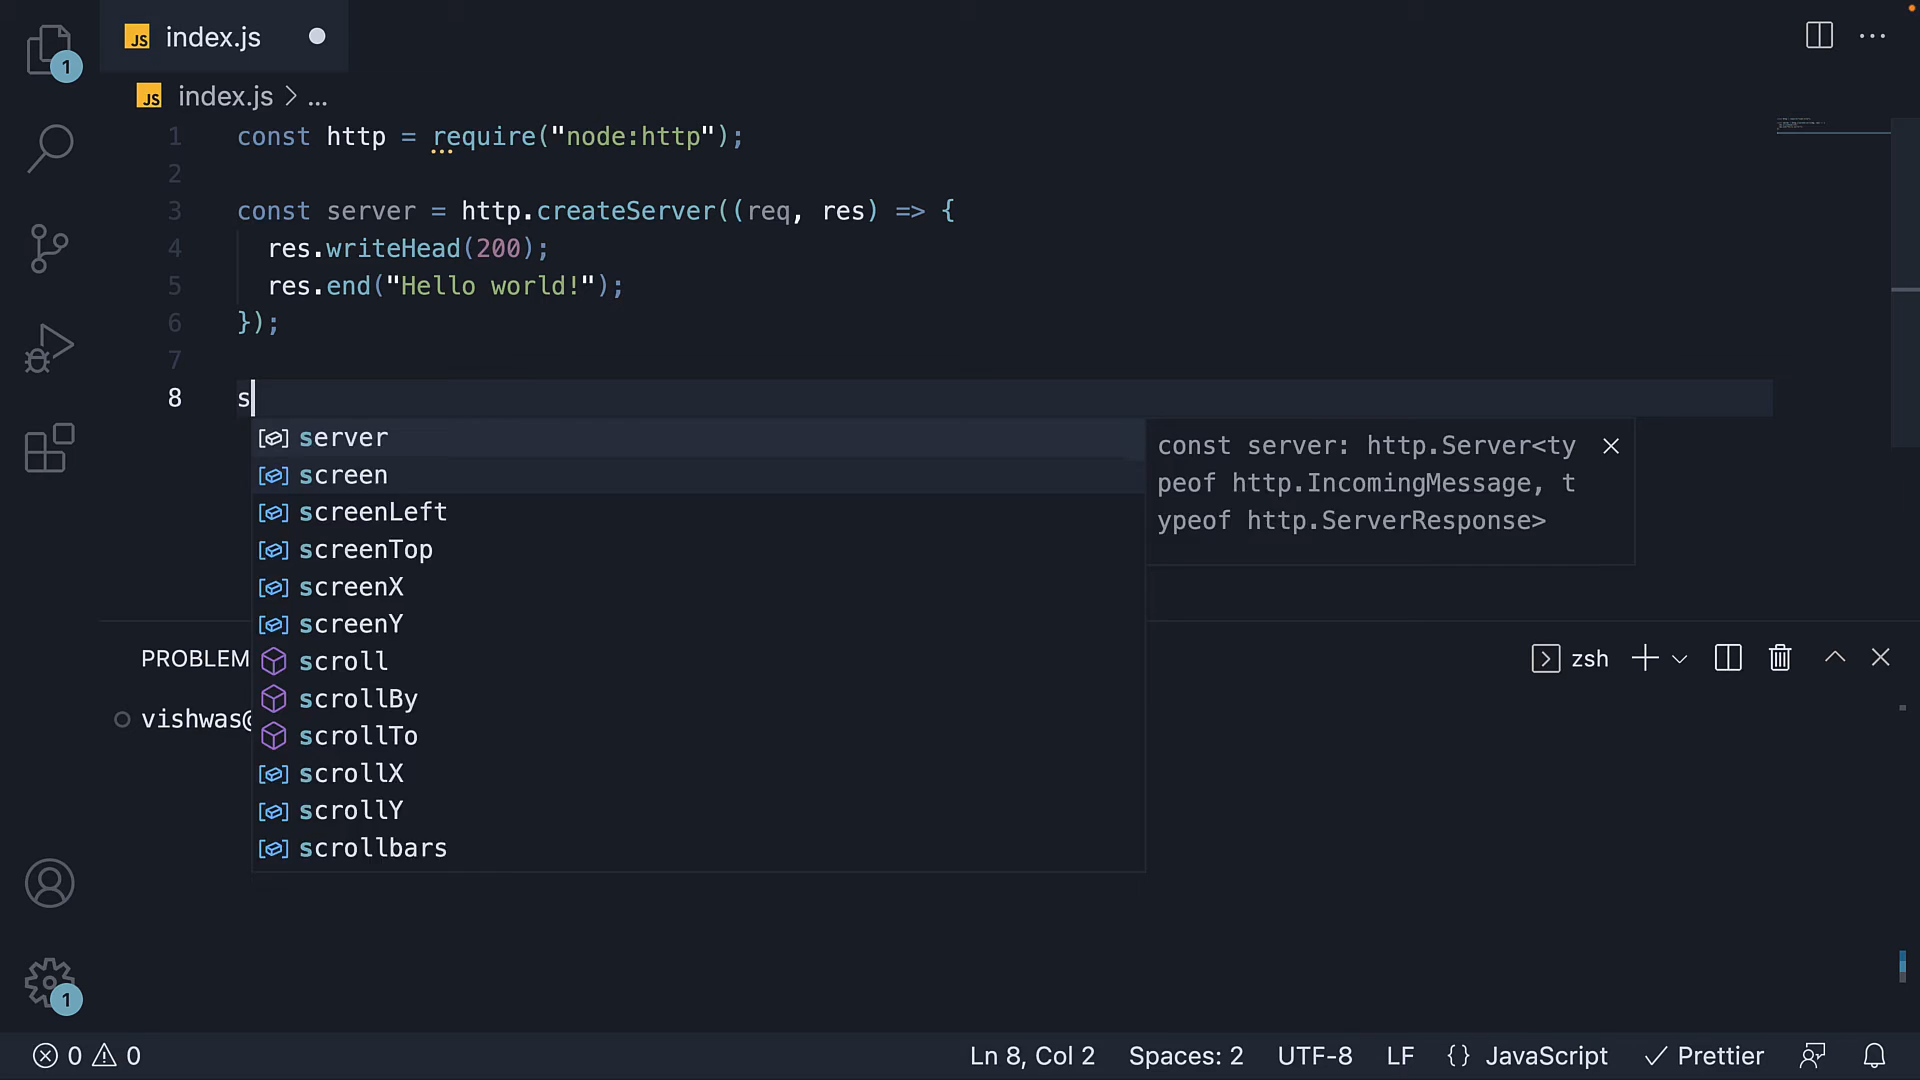 JS index.js
1
JS index.js > ...
1 const http = require("node:http");
2
3 const server = http.createServer((req, res) => {
4 res.writeHead(200);
5 res.end("Hello world!");
6 });
7
8 s
server
screen
screenLeft
screenTop
screenX
screenY
scroll
scrollBy
scrollTo
scrollX
scrollY
scrollbars
const server: http.Server<ty
peof http.IncomingMessage, t
ypeof http.ServerResponse>
PROBLEM
zsh
vishwas@
1
0 0
Ln 8, Col 2 Spaces: 2 UTF-8 LF {} JavaScript Prettier